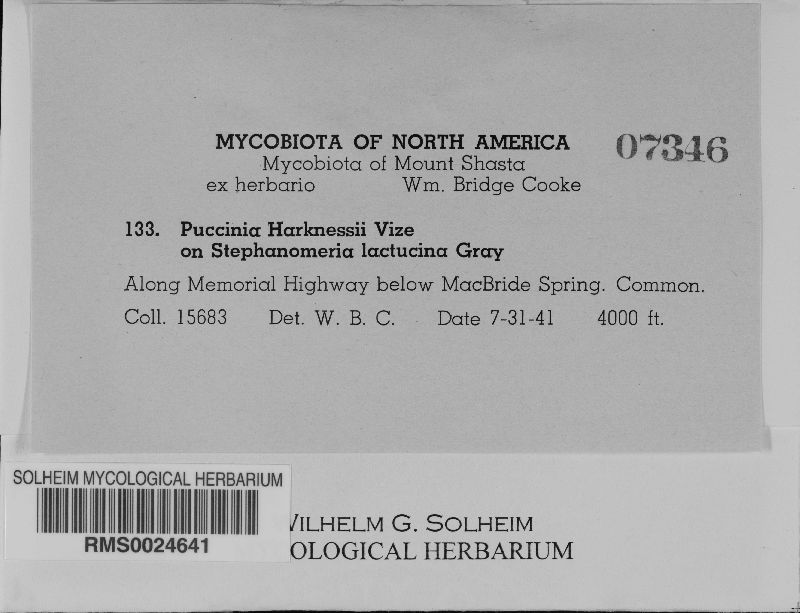 MYCOBIOTA OF NORTH AMERICA 07346
Mycobiota of Mount Shasta
ex herbario Wm. Bridge Cooke
133. Puccinia Harknessii Vize
on Stephanomeria lactucina Gray
Along Memorial Highway below MacBride Spring. Common.
Coll. 15683 Det. W. B. C. Date 7-31-41 4000 ft.
SOLHEIM MYCOLOGICAL HERBARIUM
RMS0024641
ILHELM G. SOLHEIM
OLOGICAL HERBARIUM